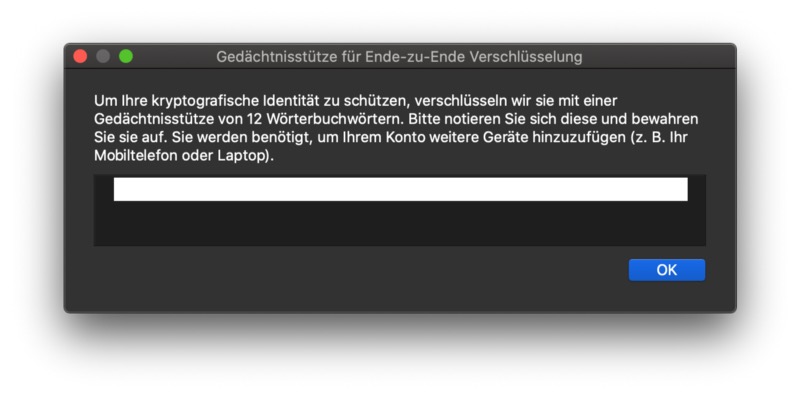 Gedächtnisstütze für Ende-zu-Ende Verschlüsselung
Um Ihre kryptografische Identität zu schützen, verschlüsseln wir sie mit einer
Gedächtnisstütze von 12 Wörterbuchwörtern. Bitte notieren Sie sich diese und bewahren
Sie sie auf. Sie werden benötigt, um Ihrem Konto weitere Geräte hinzuzufügen (z. B. Ihr
Mobiltelefon oder Laptop).
OK